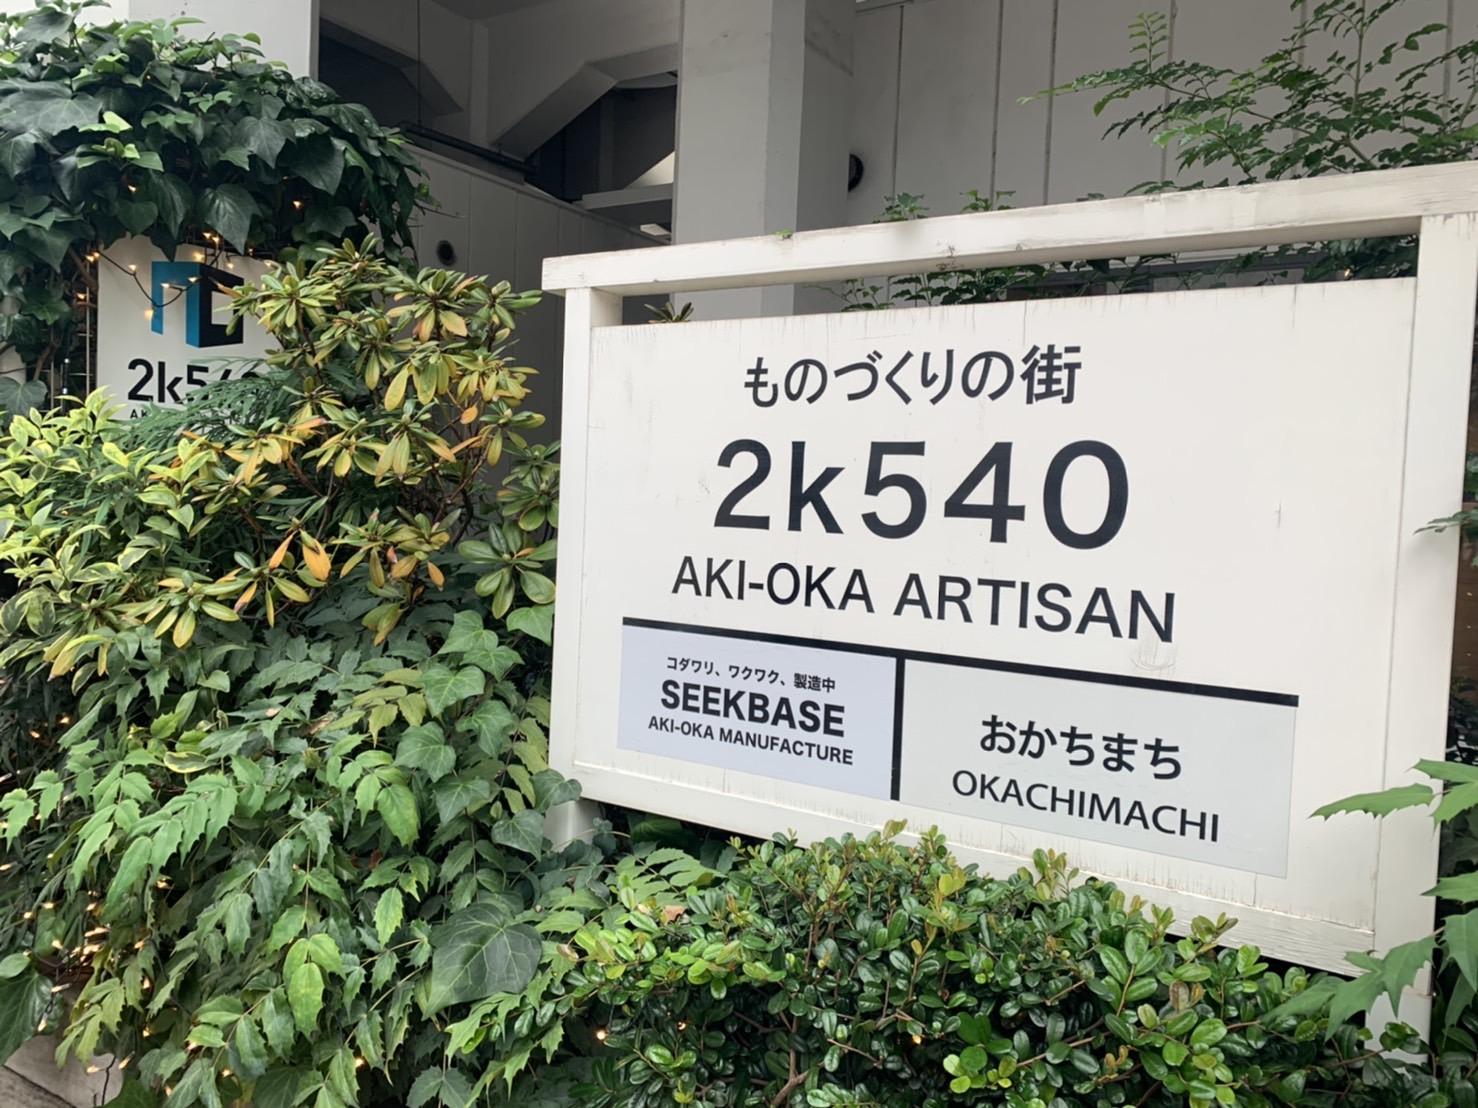 ものづくりの街
2k540
AKI-OKA ARTISAN
コダワリ、ワクワク、製造中
SEEKBASE
AKI-OKA MANUFACTURE
おかちまち
OKACHIMACHI
2k540